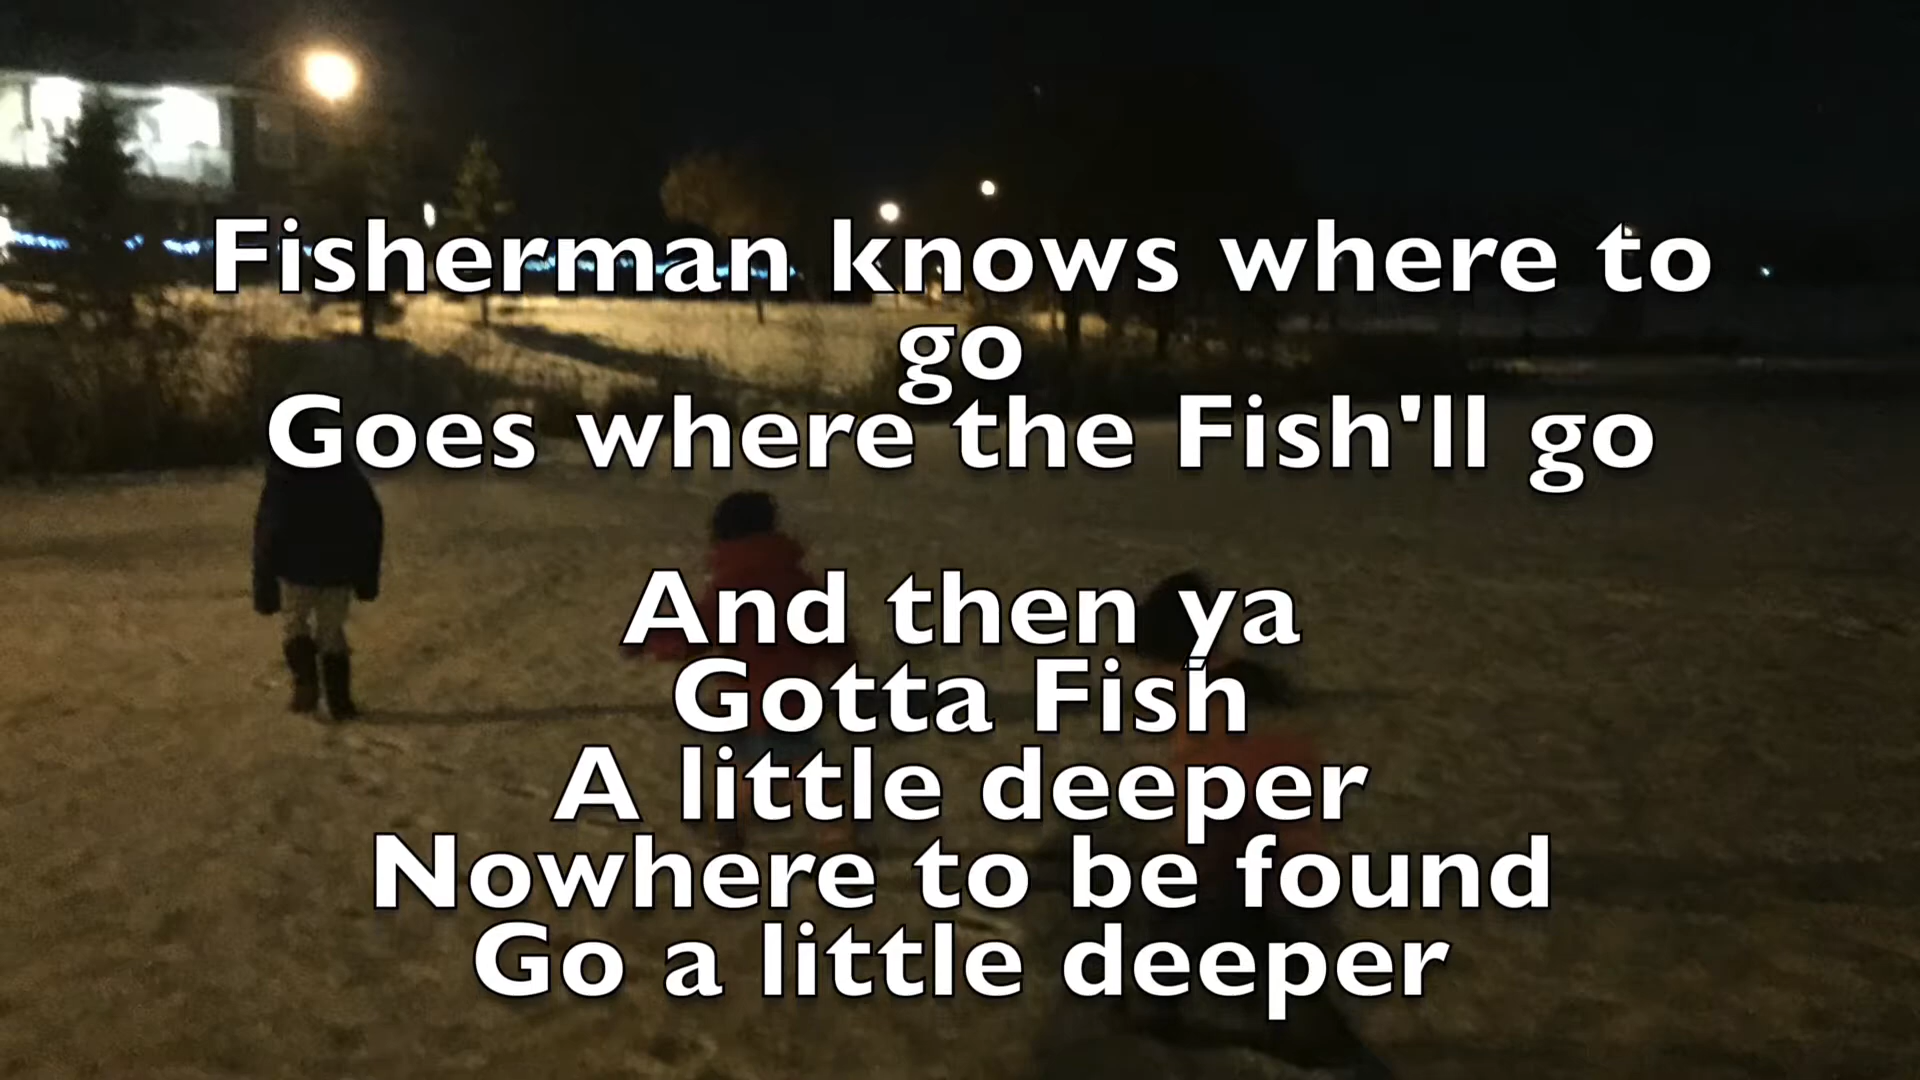 Fisherman knows where to
go
Goes where the Fish'll go
And then ya
Gotta Fish
A little deeper
Nowhere to be found
Go a little deeper